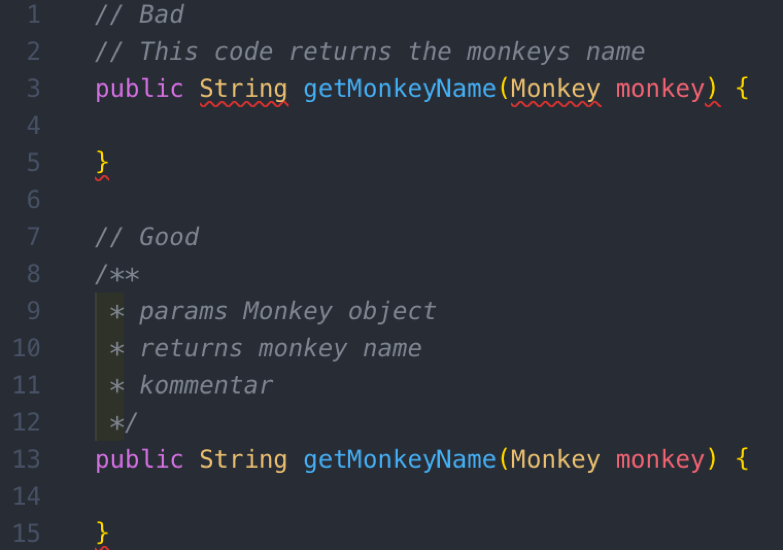 1 // Bad
2 // This code returns the monkeys name
3 public String getMonkeyName(Monkey monkey) {
4
5 }
6
7 // Good
8 /**
9 * params Monkey object
10 * returns monkey name
11 * kommentar
12 */
13 public String getMonkeyName(Monkey monkey) {
14
15 }